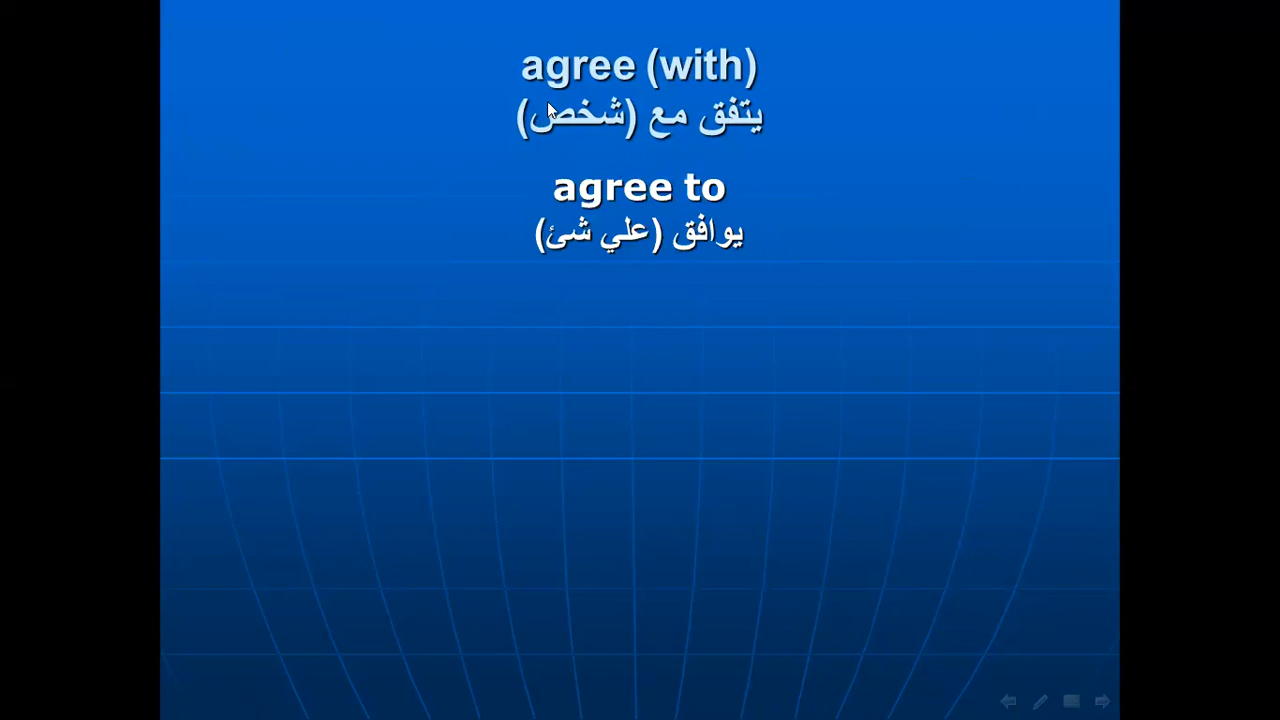 agree (with)
يتفق مع (شخص)
agree to
يوافق (علي شئ)